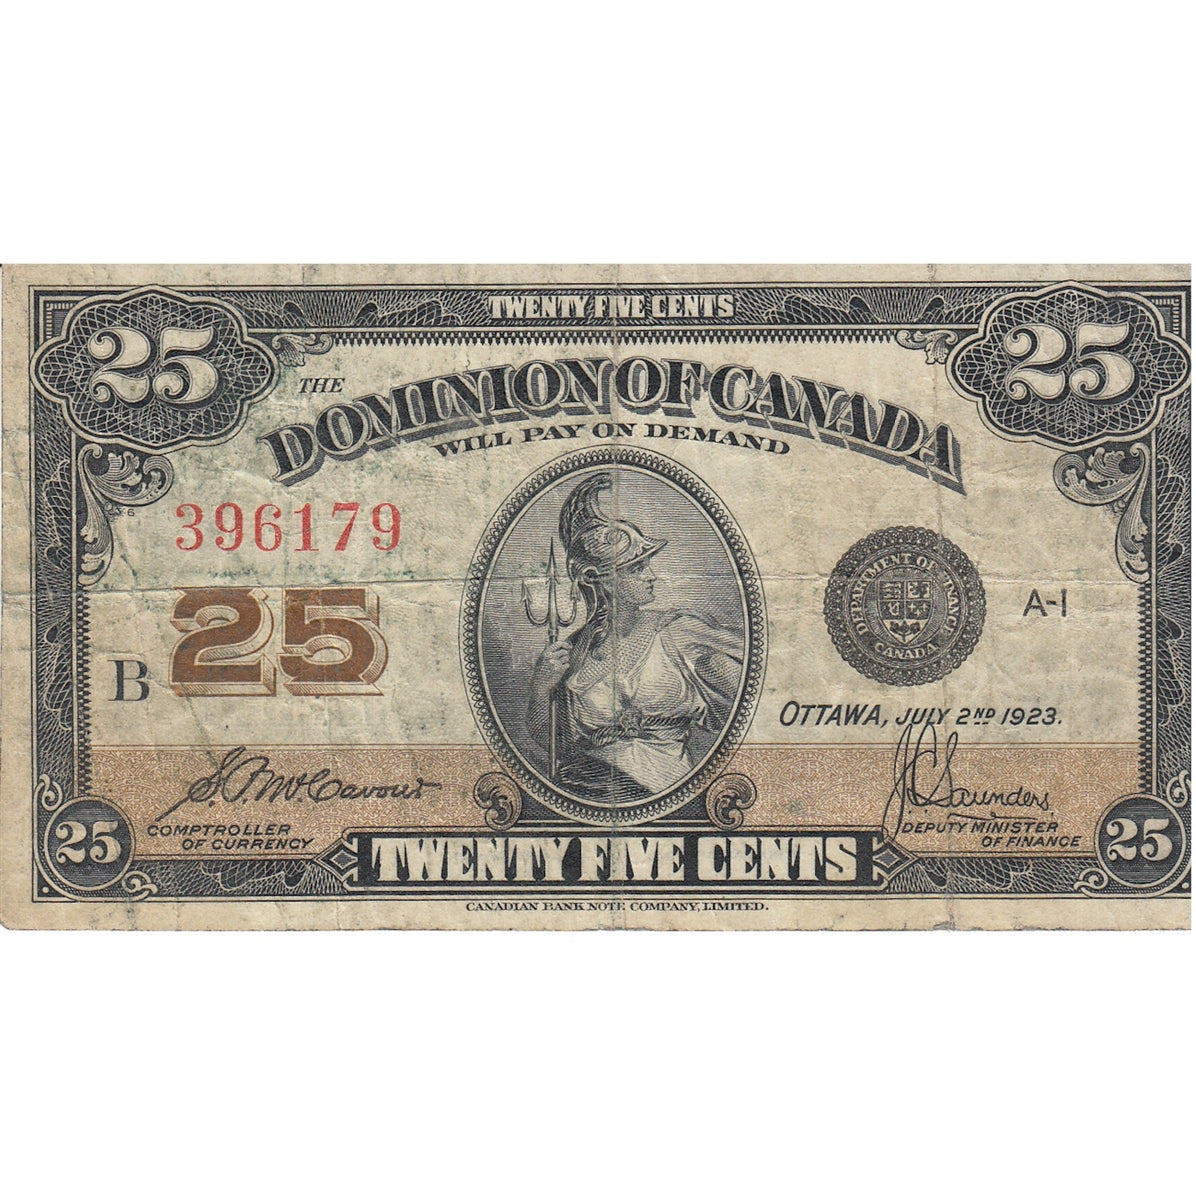 TWENTY FIVE CENTS
25
25
THE
DOMINION OF CANADA
WILL PAY ON DEMAND
396179
25
B
DEPARTMENT OF FINANCE
CANADA
A-1
OTTAWA, JULY 2ND 1923.
J.C. Saunders
COMPTROLLER
OF CURRENCY
DEPUTY MINISTER
OF FINANCE
25
25
TWENTY FIVE CENTS
CANADIAN BANK NOTE COMPANY, LIMITED.